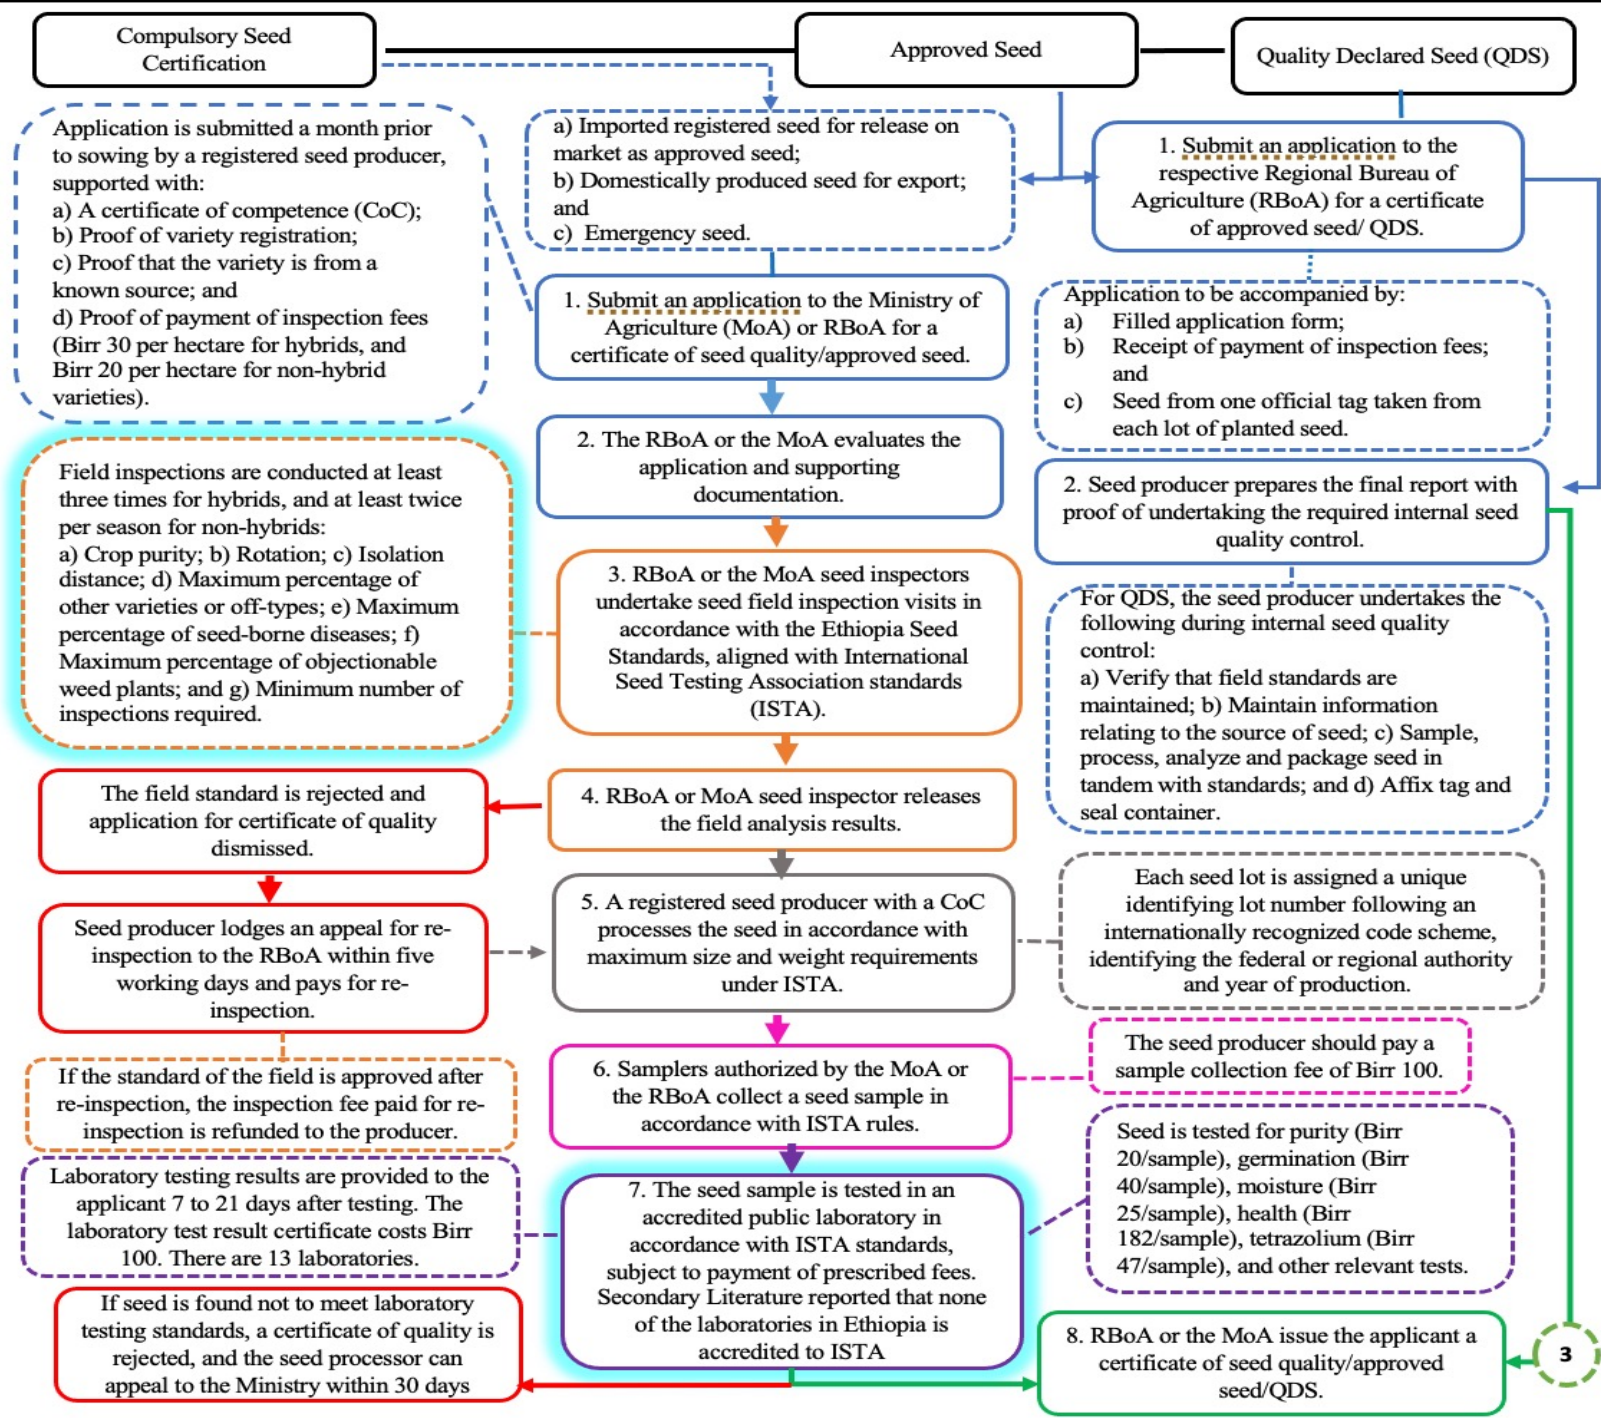 Compulsory Seed
Certification
Approved Seed
Quality Declared Seed (QDS)
Application is submitted a month prior
to sowing by a registered seed producer,
supported with:
a) A certificate of competence (CoC);
b) Proof of variety registration;
c) Proof that the variety is from a
known source; and
d) Proof of payment of inspection fees
(Birr 30 per hectare for hybrids, and
Birr 20 per hectare for non-hybrid
varieties).
a) Imported registered seed for release on
market as approved seed;
b) Domestically produced seed for export;
and
c) Emergency seed.
1. Submit an application to the
respective Regional Bureau of
Agriculture (RBoA) for a certificate
of approved seed/ QDS.
1. Submit an application to the Ministry of
Agriculture (MoA) or RBoA for a
certificate of seed quality/approved seed.
Application to be accompanied by:
a) Filled application form;
b) Receipt of payment of inspection fees;
and
c) Seed from one official tag taken from
each lot of planted seed.
2. The RBoA or the MoA evaluates the
application and supporting
documentation.
2. Seed producer prepares the final report with
proof of undertaking the required internal seed
quality control.
Field inspections are conducted at least
three times for hybrids, and at least twice
per season for non-hybrids:
a) Crop purity; b) Rotation; c) Isolation
distance; d) Maximum percentage of
other varieties or off-types; e) Maximum
percentage of seed-borne diseases; f)
Maximum percentage of objectionable
weed plants; and g) Minimum number of
inspections required.
3. RBoA or the MoA seed inspectors
undertake seed field inspection visits in
accordance with the Ethiopia Seed
Standards, aligned with International
Seed Testing Association standards
(ISTA).
For QDS, the seed producer undertakes the
following during internal seed quality
control:
a) Verify that field standards are
maintained; b) Maintain information
relating to the source of seed; c) Sample,
process, analyze and package seed in
tandem with standards; and d) Affix tag and
seal container.
The field standard is rejected and
application for certificate of quality
dismissed.
4. RBoA or MoA seed inspector releases
the field analysis results.
Seed producer lodges an appeal for re-
inspection to the RBoA within five
working days and pays for re-
inspection.
5. A registered seed producer with a CoC
processes the seed in accordance with
maximum size and weight requirements
under ISTA.
Each seed lot is assigned a unique
identifying lot number following an
internationally recognized code scheme,
identifying the federal or regional authority
and year of production.
If the standard of the field is approved after
re-inspection, the inspection fee paid for re-
inspection is refunded to the producer.
6. Samplers authorized by the MoA or
the RBoA collect a seed sample in
accordance with ISTA rules.
The seed producer should pay a
sample collection fee of Birr 100.
Laboratory testing results are provided to the
applicant 7 to 21 days after testing. The
laboratory test result certificate costs Birr
100. There are 13 laboratories.
7. The seed sample is tested in an
accredited public laboratory in
accordance with ISTA standards,
subject to payment of prescribed fees.
Secondary Literature reported that none
of the laboratories in Ethiopia is
accredited to ISTA
Seed is tested for purity (Birr
20/sample), germination (Birr
40/sample), moisture (Birr
25/sample), health (Birr
182/sample), tetrazolium (Birr
47/sample), and other relevant tests.
If seed is found not to meet laboratory
testing standards, a certificate of quality is
rejected, and the seed processor can
appeal to the Ministry within 30 days
8. RBoA or the MoA issue the applicant a
certificate of seed quality/approved
seed/QDS.
3